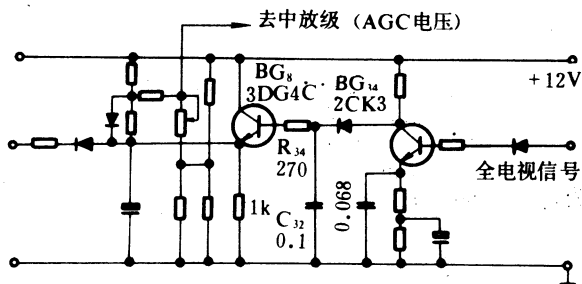 去中放级（AGC电压）
BG₈
3DG4C
BG₃₄
2CK3
+12V
R₃₄
270
全电视信号
1k
C₃₂
0.1
0.068